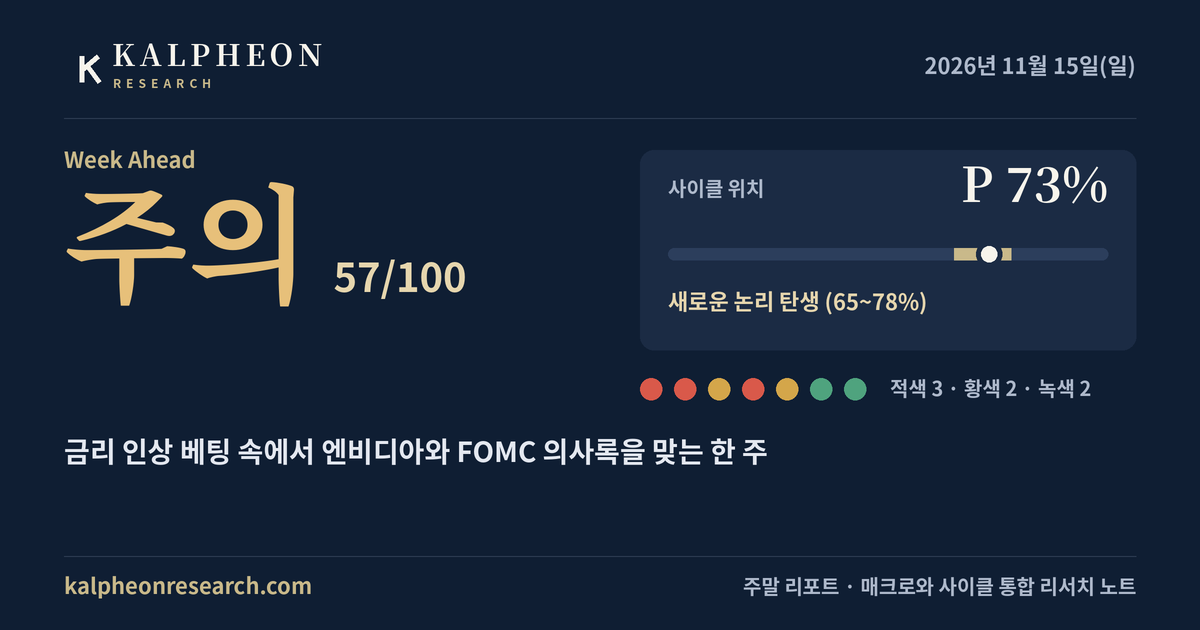 K KALPHEON
RESEARCH
2026년 11월 15일(일)
Week Ahead
주의 57/100
사이클 위치
P 73%
새로운 논리 탄생 (65~78%)
적색 3 · 황색 2 · 녹색 2
금리 인상 베팅 속에서 엔비디아와 FOMC 의사록을 맞는 한 주
kalpheonresearch.com
주말 리포트 · 매크로와 사이클 통합 리서치 노트